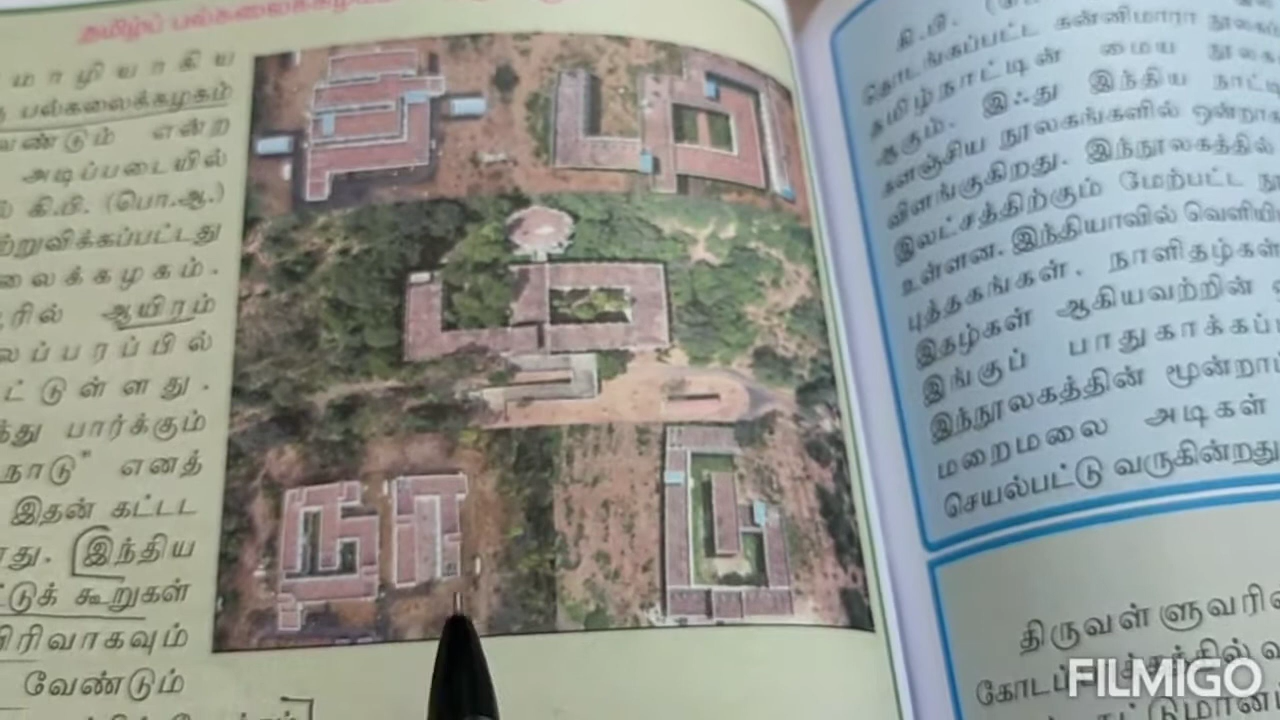 தமிழ்ப் பல்கலைக்கழகம்
மாழியாகிய
பல்கலைக்கழகம்
வேண்டும் என்ற
அடிப்படையில்
கி.பி. (பொ.ஆ.)
ற்றுவிக்கப்பட்டது
லைக்கழகம்.
ரில் ஆயிரம்
லப்பரப்பில்
ட்டுள்ளது.
ந்து பார்க்கும்
நாடு" எனத்
இதன் கட்டட
து. இந்திய
ட்டுக் கூறுகள்
பிரிவாகவும்
வேண்டும்
கி.பி.
தொடங்கப்பட்ட கன்னிமாரா நூலகம்
தமிழ்நாட்டின் மைய நூலக
ஆகும். இஃது இந்திய நாட்டி
களஞ்சிய நூலகங்களில் ஒன்றாக
விளங்குகிறது. இந்நூலகத்தில்
இலட்சத்திற்கும் மேற்பட்ட நூ
உள்ளன. இந்தியாவில் வெளியி
புத்தகங்கள், நாளிதழ்கள்
இதழ்கள் ஆகியவற்றின்
இங்குப் பாதுகாக்கப்
இந்நூலகத்தின் மூன்றாம்
மறைமலை அடிகள்
செயல்பட்டு வருகின்றது
திருவள்ளுவரின்
FILMIGO